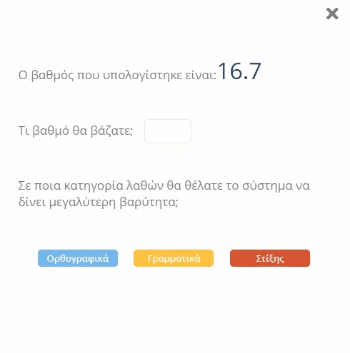 Ο βαθμός που υπολογίστηκε είναι: 16.7
Τι βαθμό θα βάζατε;
Σε ποια κατηγορία λαθών θα θέλατε το σύστημα να
δίνει μεγαλύτερη βαρύτητα;
Ορθογραφικά Γραμματικά Στίξης